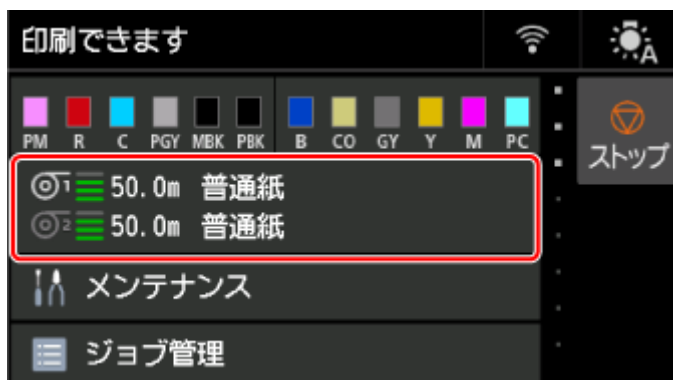 印刷できます
A
PM R C PGY MBK PBK B CO GY Y M PC
ストップ
1 50.0m 普通紙
2 50.0m 普通紙
メンテナンス
ジョブ管理